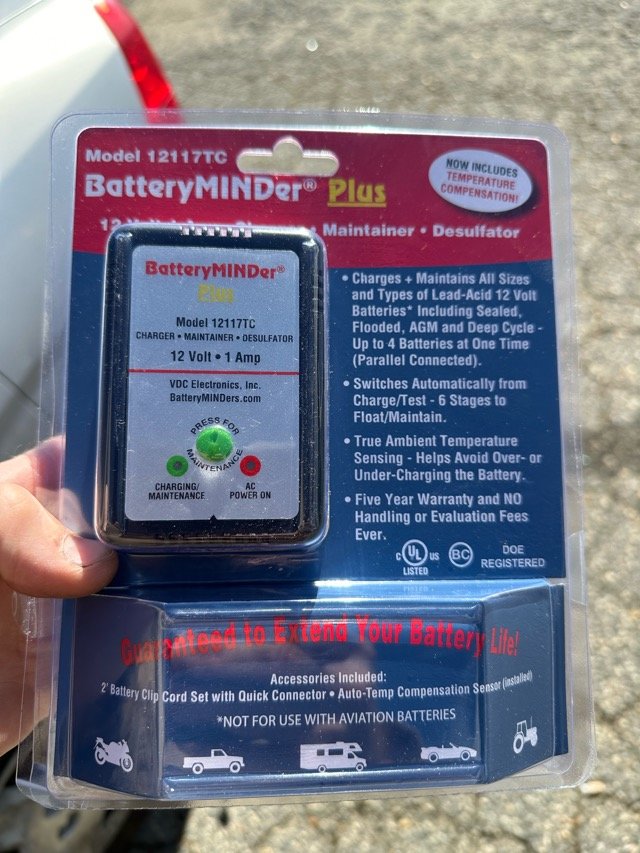 Model 12117TC
BatteryMINDer® Plus
NOW INCLUDES
TEMPERATURE
COMPENSATION!
12 • Maintainer • Desulfator
BatteryMINDer®
Plus
Model 12117TC
CHARGER • MAINTAINER • DESULFATOR
12 Volt • 1 Amp
VDC Electronics, Inc.
BatteryMINDers.com
PRESS FOR
MAINTENANCE
CHARGING/
MAINTENANCE
AC
POWER ON
• Charges + Maintains All Sizes
and Types of Lead-Acid 12 Volt
Batteries* Including Sealed,
Flooded, AGM and Deep Cycle -
Up to 4 Batteries at One Time
(Parallel Connected).
• Switches Automatically from
Charge/Test - 6 Stages to
Float/Maintain.
• True Ambient Temperature
Sensing - Helps Avoid Over- or
Under-Charging the Battery.
• Five Year Warranty and NO
Handling or Evaluation Fees
Ever.
C UL US
LISTED
BC
DOE
REGISTERED
Guaranteed to Extend Your Battery Life!
Accessories Included:
2' Battery Clip Cord Set with Quick Connector • Auto-Temp Compensation Sensor (installed)
*NOT FOR USE WITH AVIATION BATTERIES